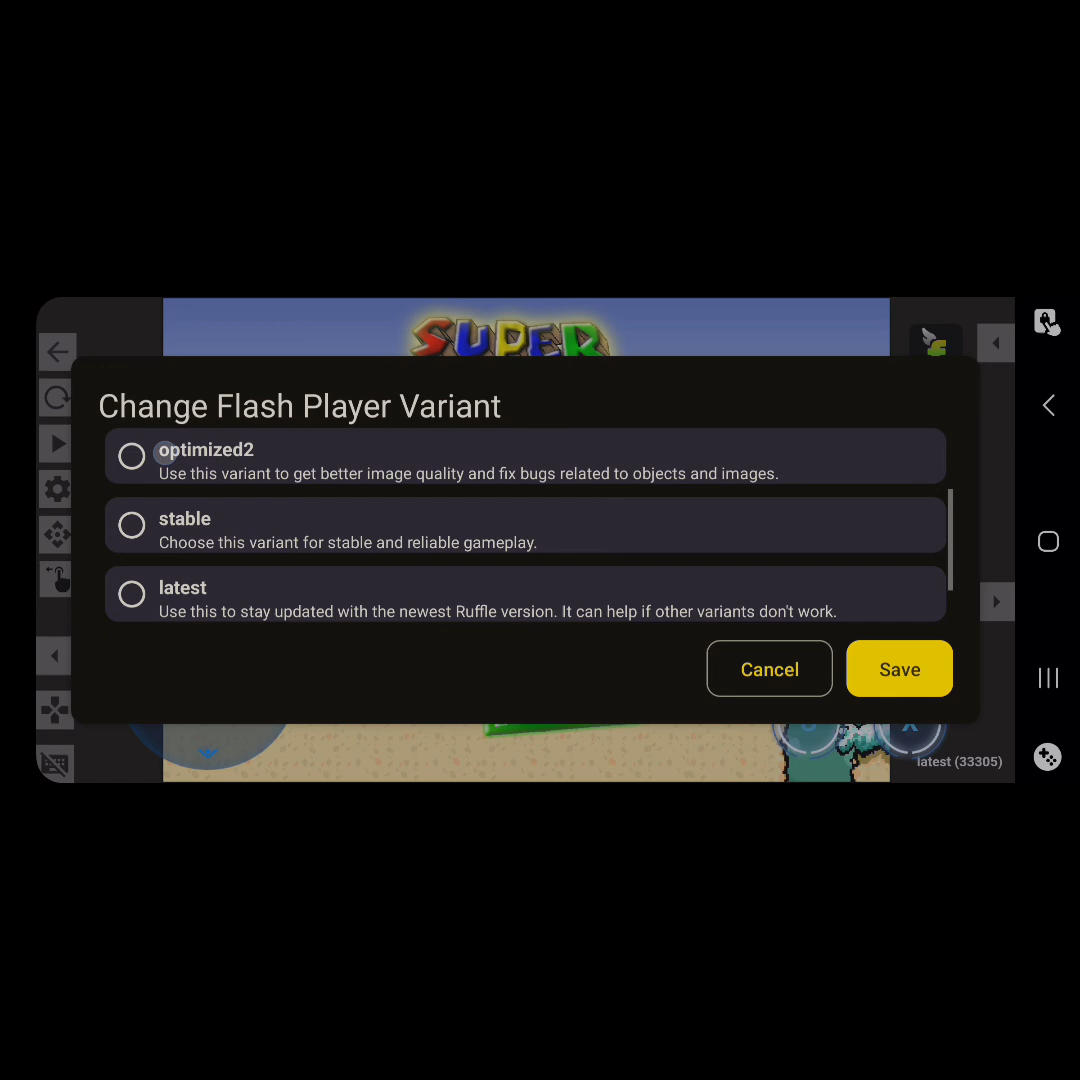 SUPER
Change Flash Player Variant
optimized2
Use this variant to get better image quality and fix bugs related to objects and images.
stable
Choose this variant for stable and reliable gameplay.
latest
Use this to stay updated with the newest Ruffle version. It can help if other variants don't work.
Cancel
Save
X
latest (33305)